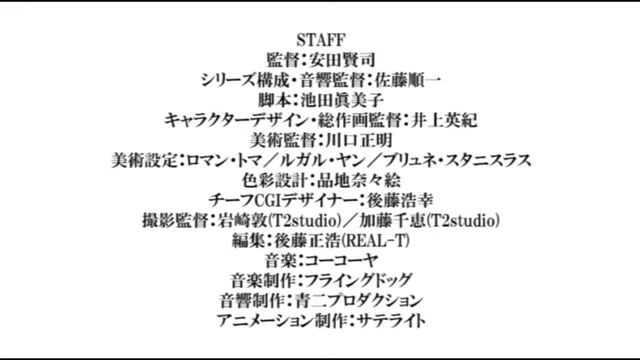 STAFF
監督：安田賢司
シリーズ構成・音響監督：佐藤順一
脚本：池田眞美子
キャラクターデザイン・総作画監督：井上英紀
美術監督：川口正明
美術設定：ロマン・トマ／ルガル・ヤン／ブリュネ・スタニスラス
色彩設計：品地奈々絵
チーフCGIデザイナー：後藤浩幸
撮影監督：岩崎敦(T2studio)／加藤千恵(T2studio)
編集：後藤正浩(REAL-T)
音楽：コーコーヤ
音楽制作：フライングドッグ
音響制作：青二プロダクション
アニメーション制作：サテライト